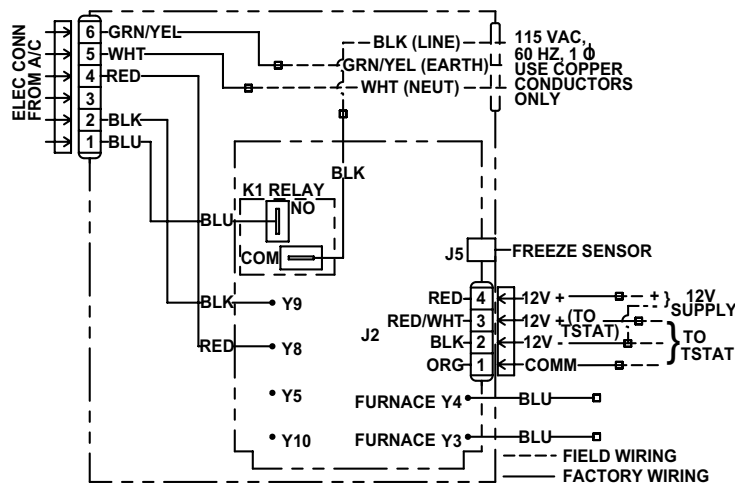 ELEC CONN
FROM A/C
6 GRN/YEL
5 WHT
4 RED
3
2 BLK
1 BLU
BLK (LINE)
GRN/YEL (EARTH)
WHT (NEUT)
115 VAC,
60 HZ, 1 ϕ
USE COPPER
CONDUCTORS
ONLY
BLK
K1 RELAY
NO
BLU
COM
J5
FREEZE SENSOR
BLK Y9
RED Y8
Y5
Y10
J2
RED 4 12V + + } 12V
SUPPLY
RED/WHT 3 12V + (TO
TSTAT)
BLK 2 12V -
ORG 1 COMM
} TO
TSTAT
FURNACE Y4 BLU
FURNACE Y3 BLU
FIELD WIRING
FACTORY WIRING